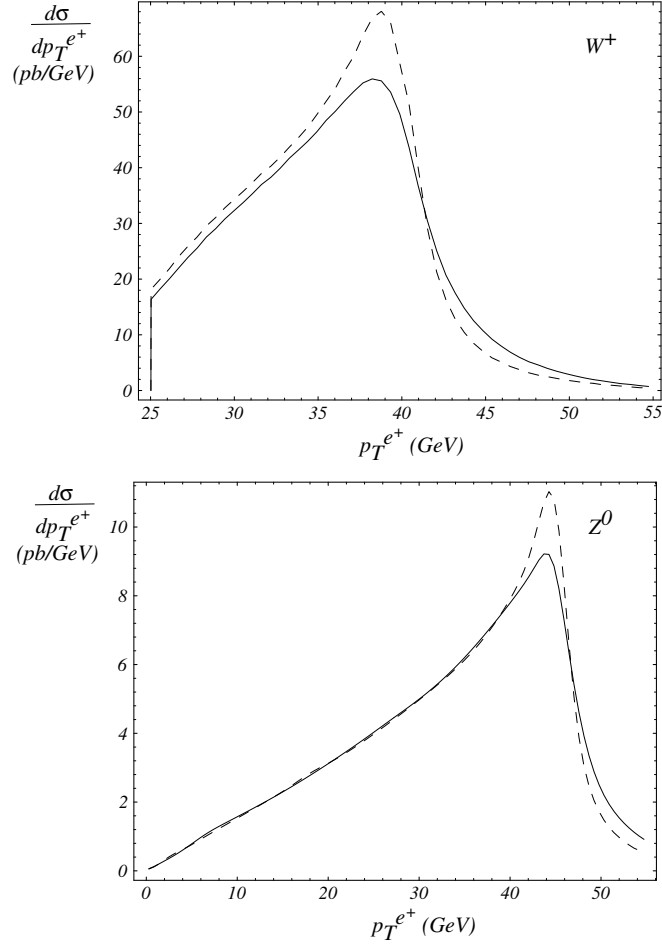 dσ
dp_T^{e+}
(pb/GeV)
W^+
60
50
40
30
20
10
0
25 30 35 40 45 50 55
p_T^{e+} (GeV)
dσ
dp_T^{e+}
(pb/GeV)
Z^0
10
8
6
4
2
0
0 10 20 30 40 50
p_T^{e+} (GeV)